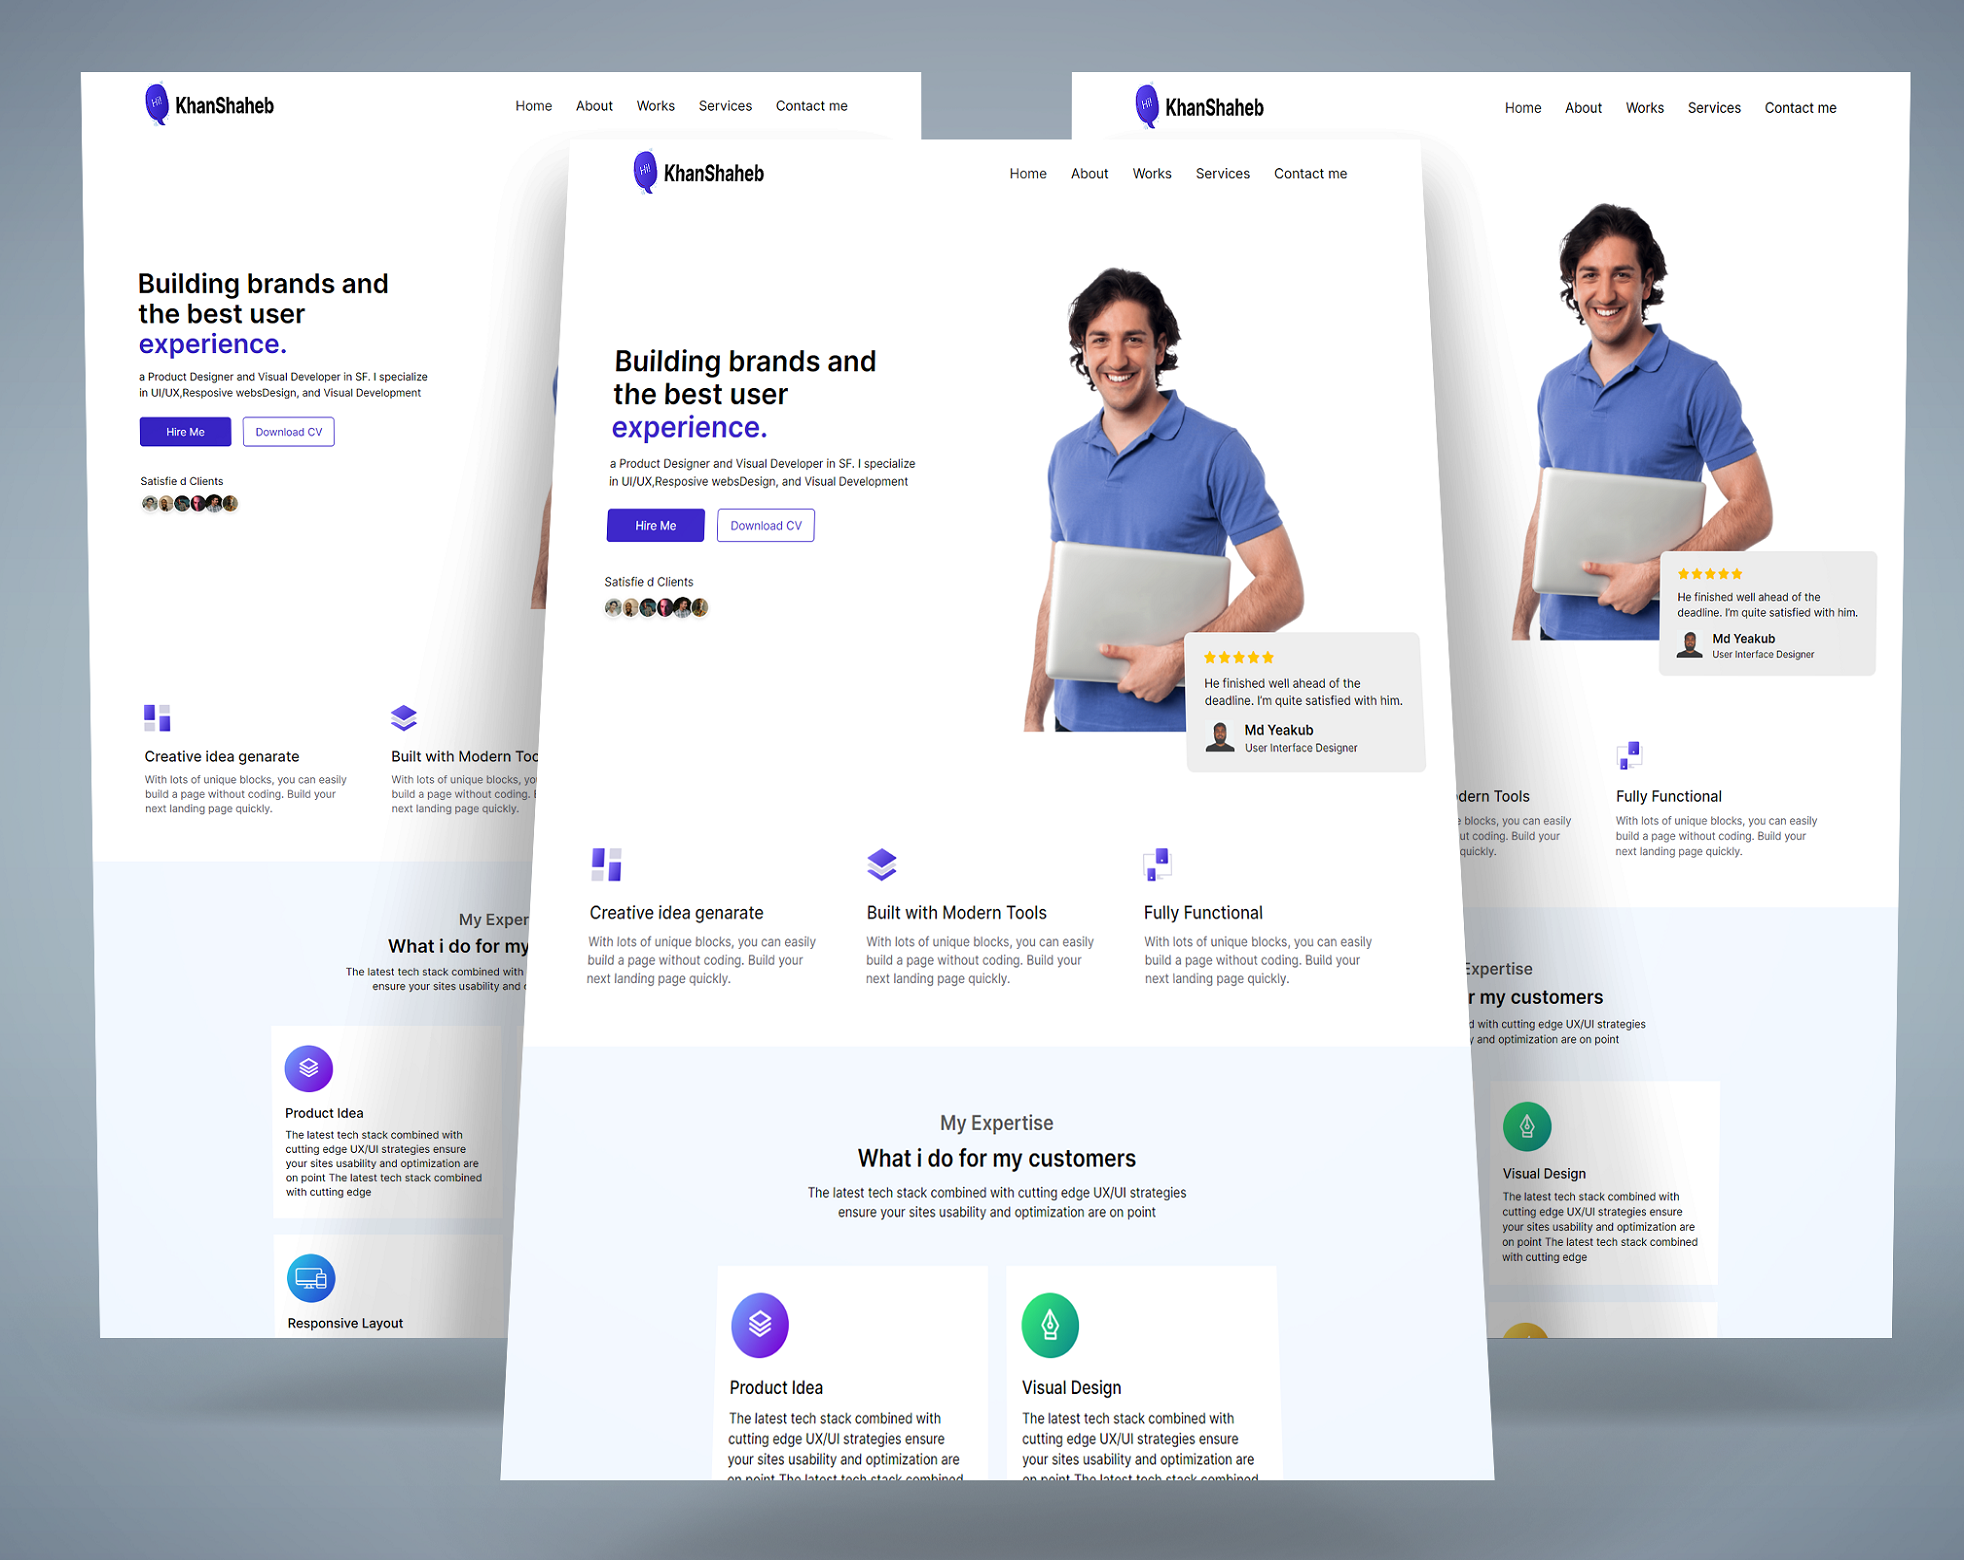 Hi!
KhanShaheb
Home About Works Services Contact me
Building brands and
the best user
experience.
a Product Designer and Visual Developer in SF. I specialize
in UI/UX,Resposive websDesign, and Visual Development
Hire Me
Download CV
Satisfie d Clients
Creative idea genarate
With lots of unique blocks, you can easily
build a page without coding. Build your
next landing page quickly.
Built with Modern Too
With lots of unique blocks, yo
build a page without coding.
next landing page quickly.
My Exper
What i do for my
The latest tech stack combined with
ensure your sites usability and
Product Idea
The latest tech stack combined with
cutting edge UX/UI strategies ensure
your sites usability and optimization are
on point The latest tech stack combined
with cutting edge
Responsive Layout
Hi!
KhanShaheb
Home About Works Services Contact me
Building brands and
the best user
experience.
a Product Designer and Visual Developer in SF. I specialize
in UI/UX,Resposive websDesign, and Visual Development
Hire Me
Download CV
Satisfie d Clients
He finished well ahead of the
deadline. I'm quite satisfied with him.
Md Yeakub
User Interface Designer
Creative idea genarate
With lots of unique blocks, you can easily
build a page without coding. Build your
next landing page quickly.
Built with Modern Tools
With lots of unique blocks, you can easily
build a page without coding. Build your
next landing page quickly.
Fully Functional
With lots of unique blocks, you can easily
build a page without coding. Build your
next landing page quickly.
My Expertise
What i do for my customers
The latest tech stack combined with cutting edge UX/UI strategies
ensure your sites usability and optimization are on point
Product Idea
The latest tech stack combined with
cutting edge UX/UI strategies ensure
your sites usability and optimization are
on point The latest tech stack combined
Visual Design
The latest tech stack combined with
cutting edge UX/UI strategies ensure
your sites usability and optimization are
on point The latest tech stack combined
Hi!
KhanShaheb
Home About Works Services Contact me
He finished well ahead of the
deadline. I'm quite satisfied with him.
Md Yeakub
User Interface Designer
dern Tools
blocks, you can easily
ut coding. Build your
quickly.
Fully Functional
With lots of unique blocks, you can easily
build a page without coding. Build your
next landing page quickly.
Expertise
r my customers
d with cutting edge UX/UI strategies
y and optimization are on point
Visual Design
The latest tech stack combined with
cutting edge UX/UI strategies ensure
your sites usability and optimization are
on point The latest tech stack combined
with cutting edge